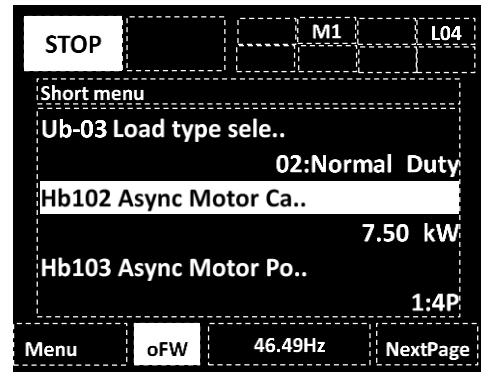 STOP M1 L04
Short menu
Ub-03 Load type sele..
02:Normal Duty
Hb102 Async Motor Ca..
7.50 kW
Hb103 Async Motor Po..
1:4P
Menu oFW 46.49Hz NextPage